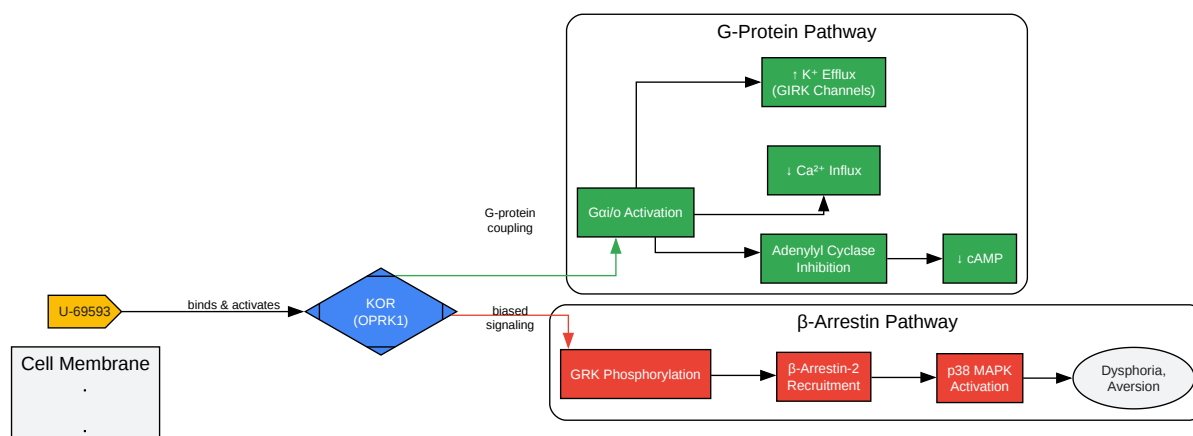 G-Protein Pathway
↑ K⁺ Efflux
(GIRK Channels)
↓ Ca²⁺ Influx
Gαi/o Activation
G-protein
coupling
Adenylyl Cyclase
Inhibition
↓ cAMP
KOR
(OPRK1)
U-69593
binds & activates
biased
signaling
β-Arrestin Pathway
GRK Phosphorylation
β-Arrestin-2
Recruitment
p38 MAPK
Activation
Dysphoria,
Aversion
Cell Membrane
.
.